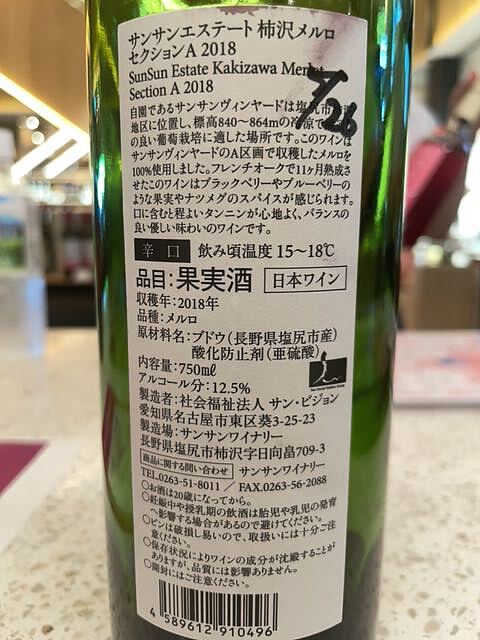 サンサンエステート 柿沢メルロ
セクションA 2018
SunSun Estate Kakizawa Merlot
Section A 2018
7/26
自園であるサンサンヴィンヤードは塩尻市
地区に位置し、標高840〜864mの冷涼で
の良い葡萄栽培に適した場所です。このワインは
サンサンヴィンヤードのA区画で収穫したメルロを
100%使用しました。フレンチオークで11ヶ月熟成さ
せたこのワインはブラックベリーやブルーベリーの
ような果実やナツメグのスパイスが感じられます。
口に含むと程よいタンニンが心地よく、バランスの
良い優しい味わいのワインです。
辛口 飲み頃温度 15〜18℃
品目:果実酒 日本ワイン
収穫年:2018年
品種:メルロ
原材料名:ブドウ(長野県塩尻市産)
酸化防止剤(亜硫酸)
内容量:750mℓ
アルコール分:12.5%
製造者:社会福祉法人 サン・ビジョン
愛知県名古屋市東区葵3-25-23
製造場:サンサンワイナリー
長野県塩尻市柿沢字日向畠709-3
商品に関する問い合わせ サンサンワイナリー
TEL.0263-51-8011/FAX.0263-56-2088
○お酒は20歳になってから。
○妊娠中や授乳期の飲酒は胎児や乳児の発育
へ影響する場合があるので避けてください。
○ビンは破損し易いので、取扱いには十分ご注
意ください。
○保存状況によりワインの成分が沈殿することが
ありますが、品質には影響ありません。
○開封にはご注意ください。
4 589612 910496